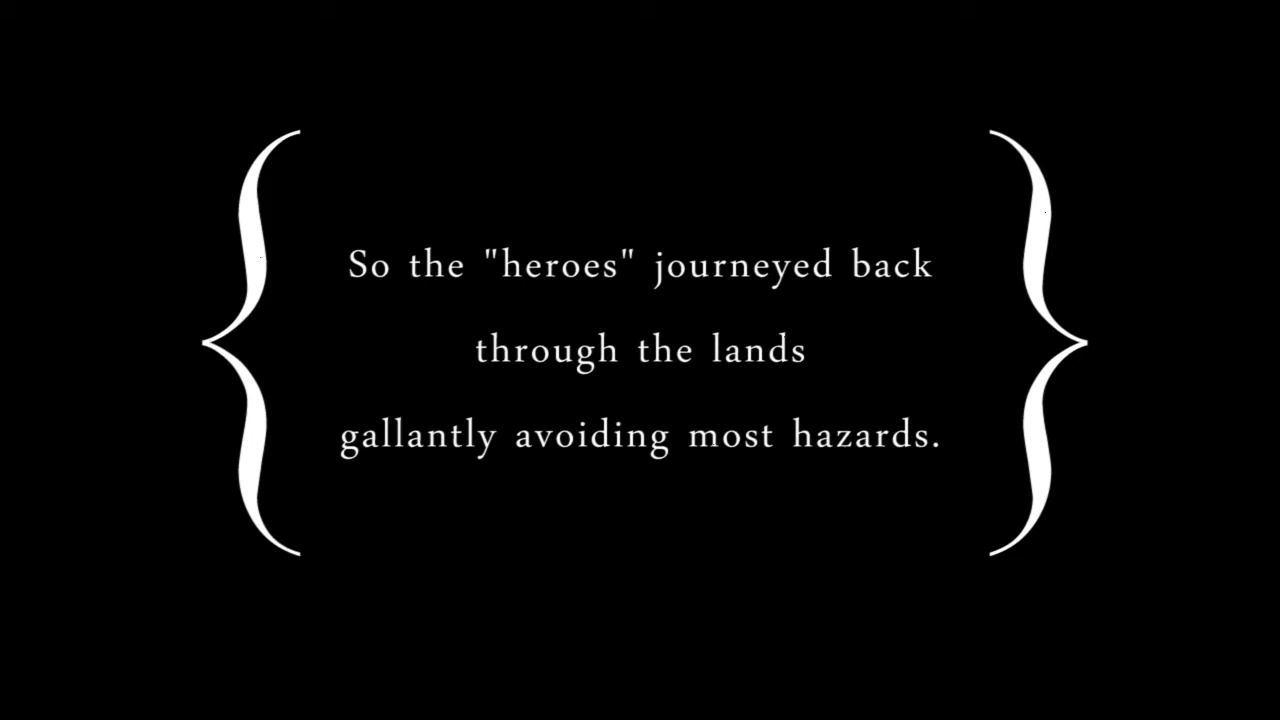 So the "heroes" journeyed back
through the lands
gallantly avoiding most hazards.